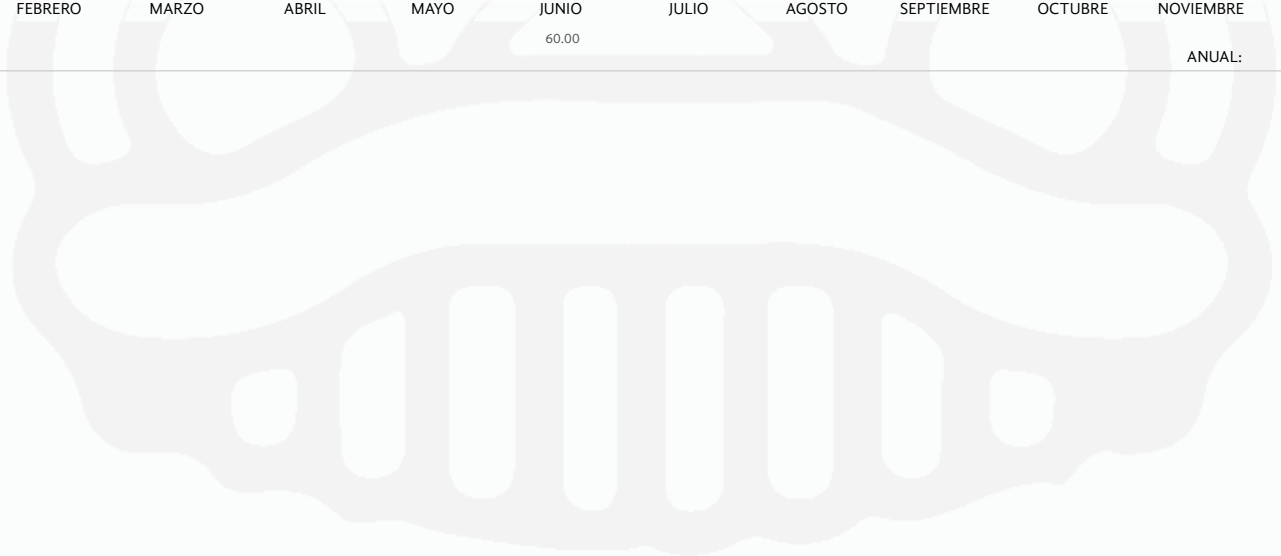 FEBRERO MARZO ABRIL MAYO JUNIO JULIO AGOSTO SEPTIEMBRE OCTUBRE NOVIEMBRE
60.00
ANUAL: